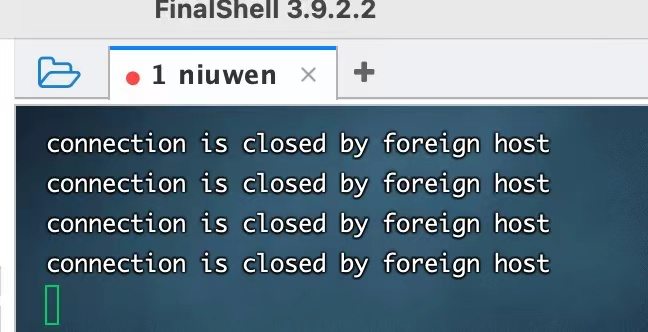 FinalShell 3.9.2.2
1 niuwen
connection is closed by foreign host
connection is closed by foreign host
connection is closed by foreign host
connection is closed by foreign host